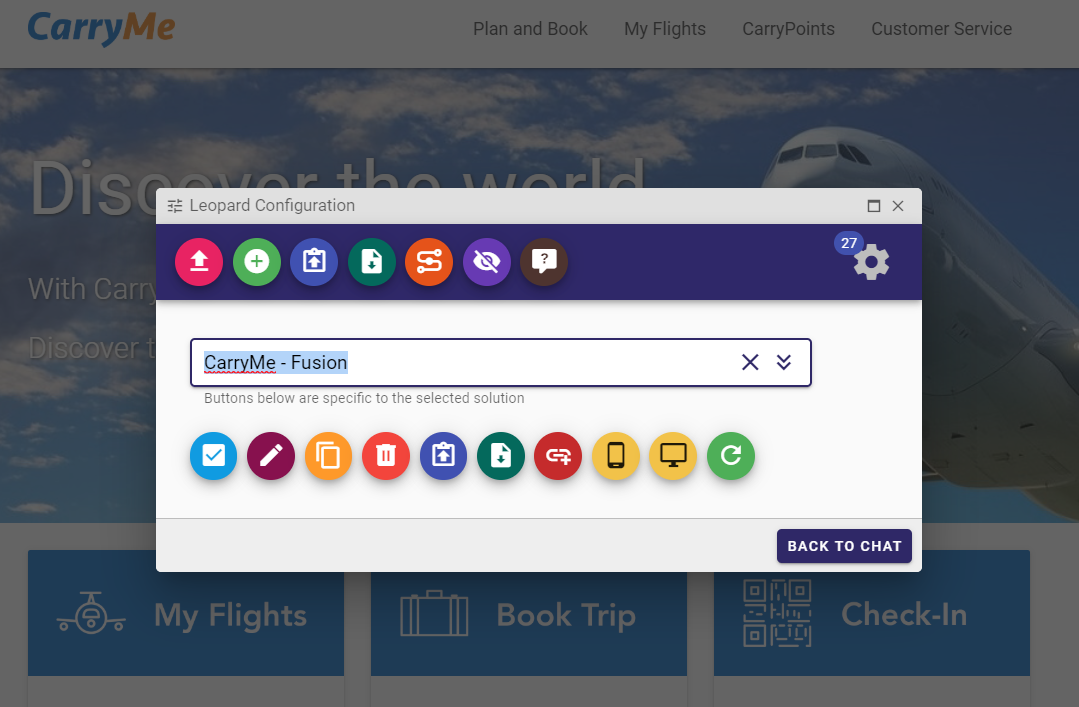 CarryMe
Plan and Book My Flights CarryPoints Customer Service
Discover the world
With Carry
Discover t
Leopard Configuration
27
CarryMe - Fusion
Buttons below are specific to the selected solution
BACK TO CHAT
My Flights Book Trip Check-In